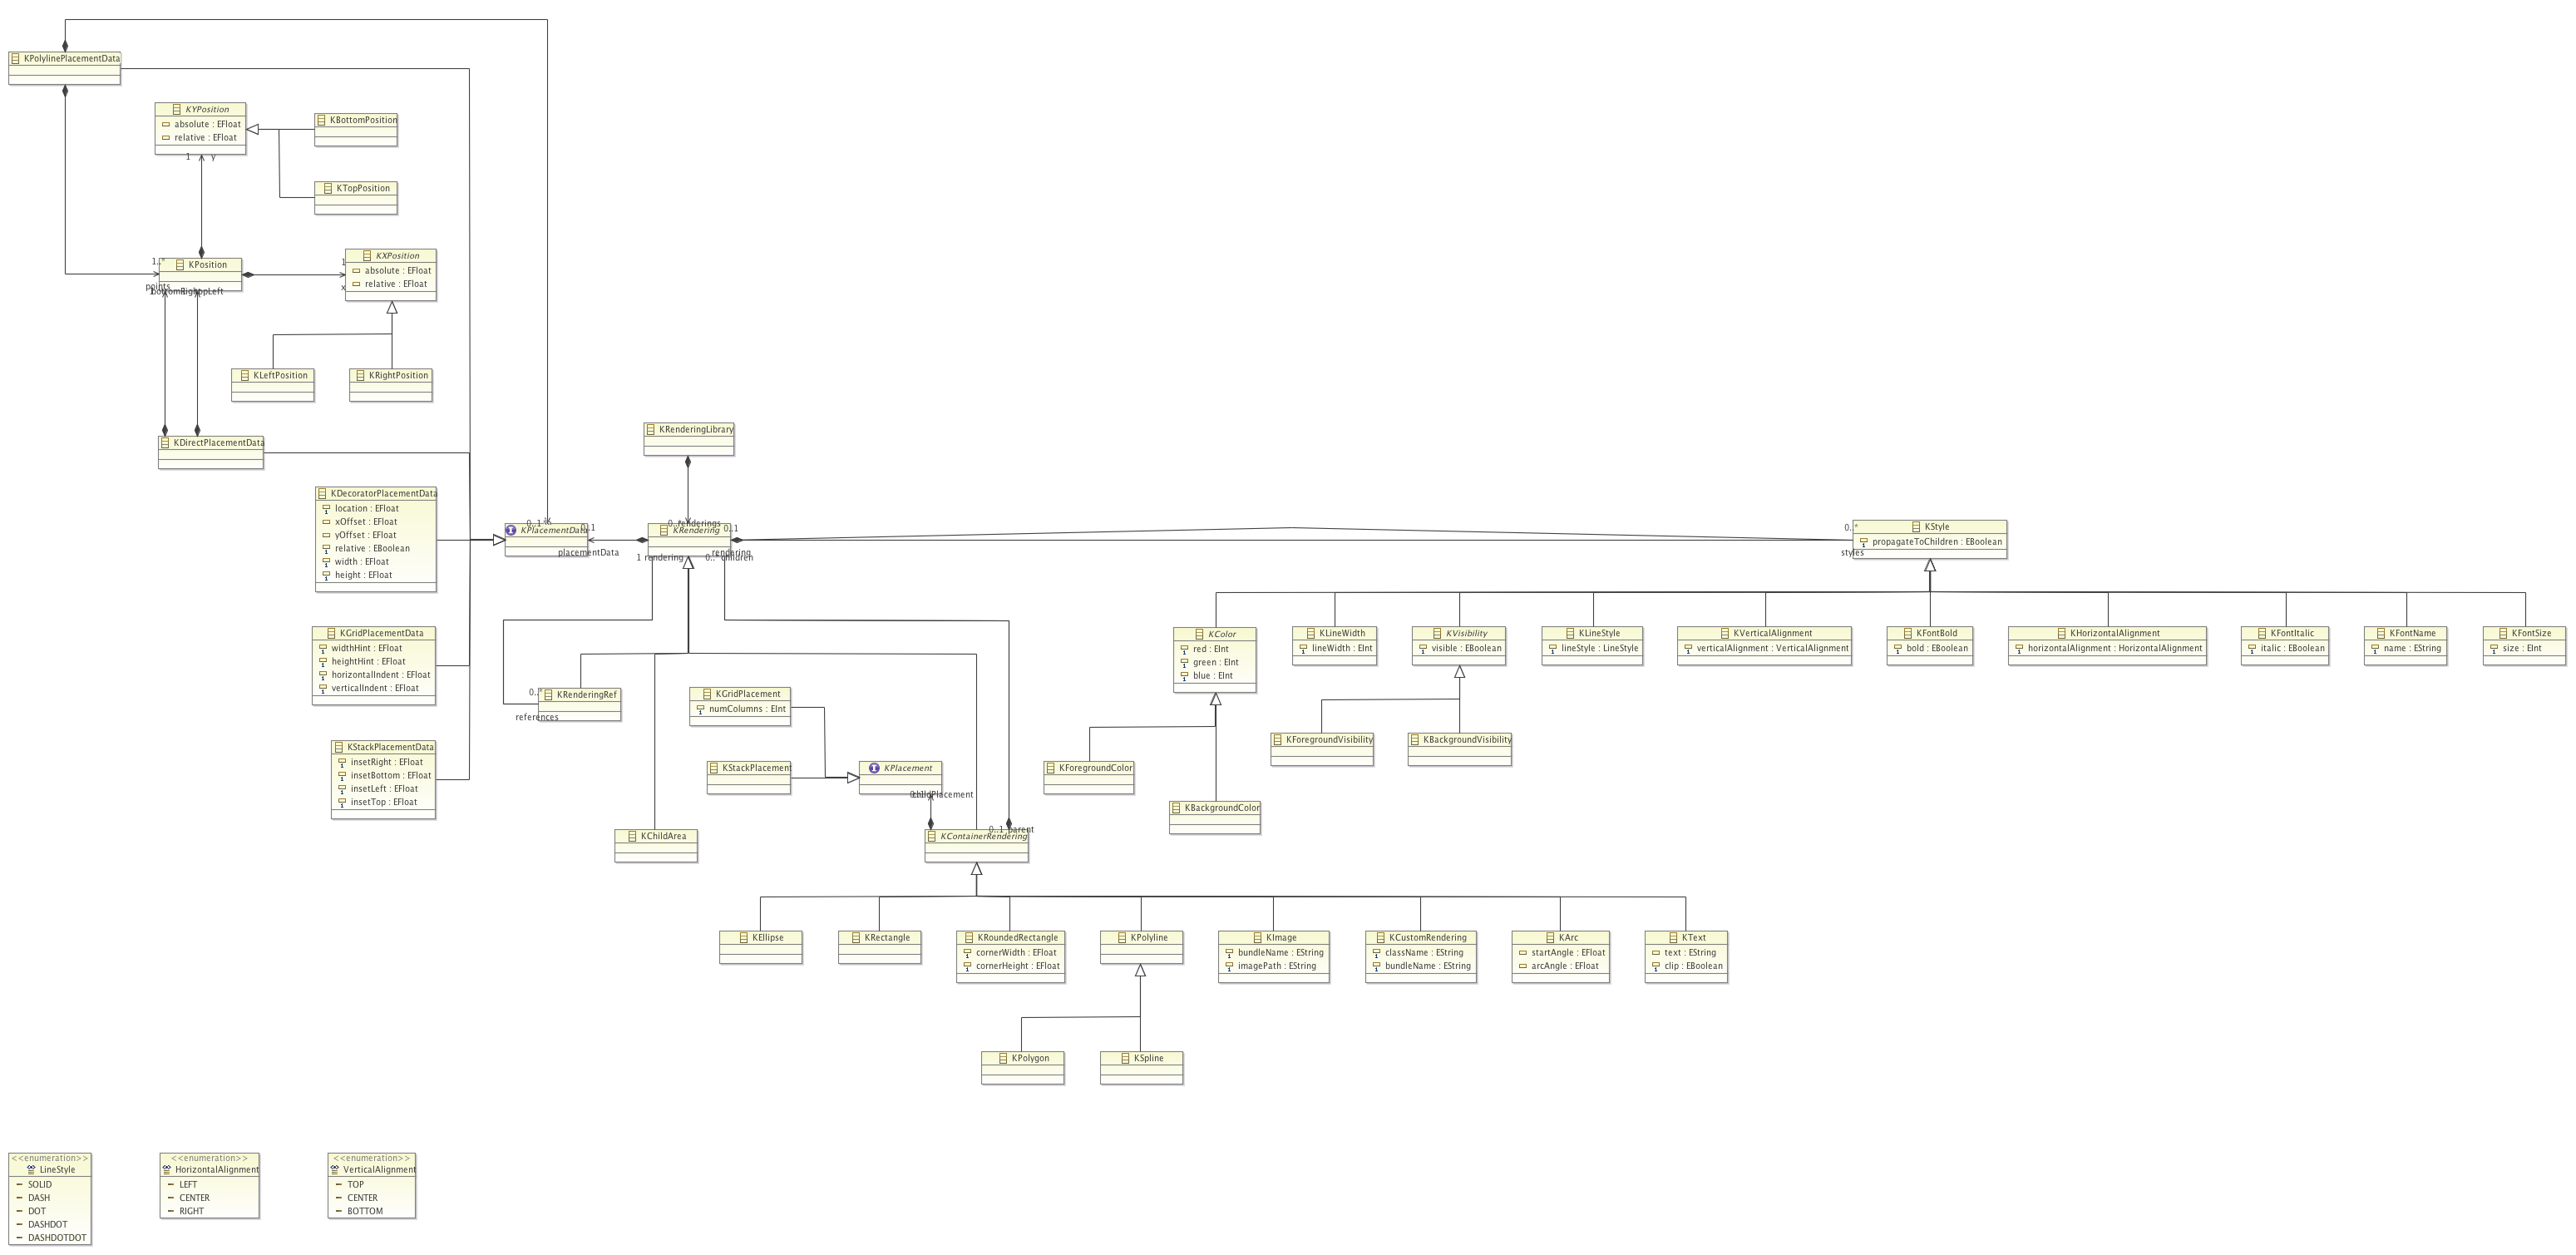 KPolylinePlacementData
KYPosition
absolute : EFloat
relative : EFloat
1
y
KBottomPosition
KTopPosition
KPosition
1..*
points
KXPosition
absolute : EFloat
relative : EFloat
1
x
KLeftPosition
KRightPosition
KDirectPlacementData
KRenderingLibrary
KDecoratorPlacementData
location : EFloat
xOffset : EFloat
yOffset : EFloat
relative : EBoolean
width : EFloat
height : EFloat
0..1
KPlacementData
0..1
placementData
renderings
KRendering
0..1
rendering
1 rendering
0..* children
0..*
styles
KStyle
propagateToChildren : EBoolean
KGridPlacementData
widthHint : EFloat
heightHint : EFloat
horizontalIndent : EFloat
verticalIndent : EFloat
KColor
red : EInt
green : EInt
blue : EInt
KLineWidth
lineWidth : EInt
KVisibility
visible : EBoolean
KLineStyle
lineStyle : LineStyle
KVerticalAlignment
verticalAlignment : VerticalAlignment
KFontBold
bold : EBoolean
KHorizontalAlignment
horizontalAlignment : HorizontalAlignment
KFontItalic
italic : EBoolean
KFontName
name : EString
KFontSize
size : EInt
0..*
KRenderingRef
references
KGridPlacement
numColumns : EInt
KStackPlacementData
insetRight : EFloat
insetBottom : EFloat
insetLeft : EFloat
insetTop : EFloat
KStackPlacement
KPlacement
childPlacement
KForegroundVisibility
KBackgroundVisibility
KForegroundColor
KBackgroundColor
KChildArea
0..1 parent
KContainerRendering
KEllipse
KRectangle
KRoundedRectangle
cornerWidth : EFloat
cornerHeight : EFloat
KPolyline
KImage
bundleName : EString
imagePath : EString
KCustomRendering
className : EString
bundleName : EString
KArc
startAngle : EFloat
arcAngle : EFloat
KText
text : EString
clip : EBoolean
KPolygon
KSpline
<<enumeration>>
LineStyle
SOLID
DASH
DOT
DASHDOT
DASHDOTDOT
<<enumeration>>
HorizontalAlignment
LEFT
CENTER
RIGHT
<<enumeration>>
VerticalAlignment
TOP
CENTER
BOTTOM